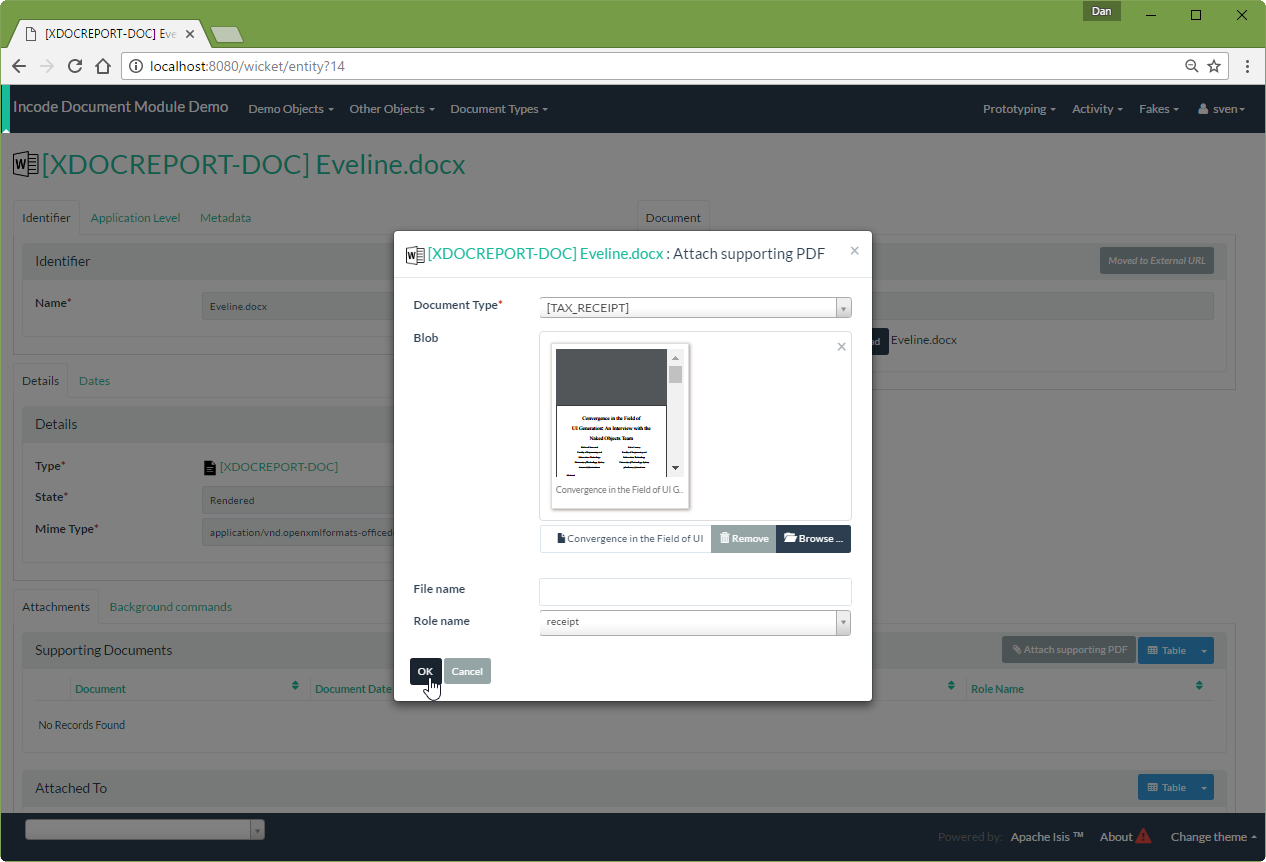 Dan
[XDOCREPORT-DOC] Eve
localhost:8080/wicket/entity?14
Incode Document Module Demo
Demo Objects
Other Objects
Document Types
Prototyping
Activity
Fakes
sven
[XDOCREPORT-DOC] Eveline.docx
Identifier
Application Level
Metadata
Document
Identifier
Moved to External URL
Name*
Eveline.docx
Eveline.docx
Details
Dates
Details
Type*
[XDOCREPORT-DOC]
State*
Rendered
Mime Type*
application/vnd.openxmlformats-officed
[XDOCREPORT-DOC] Eveline.docx : Attach supporting PDF
×
Document Type*
[TAX_RECEIPT]
Blob
×
Convergence in the Field of
UI Generation: An Interview with the
Naked Objects Team
Convergence in the Field of UI G..
Convergence in the Field of UI
Remove
Browse ...
File name
Role name
receipt
OK
Cancel
Attachments
Background commands
Supporting Documents
Attach supporting PDF
Table
Document
Document Date
Role Name
No Records Found
Attached To
Table
Powered by:
Apache Isis ™
About
Change theme